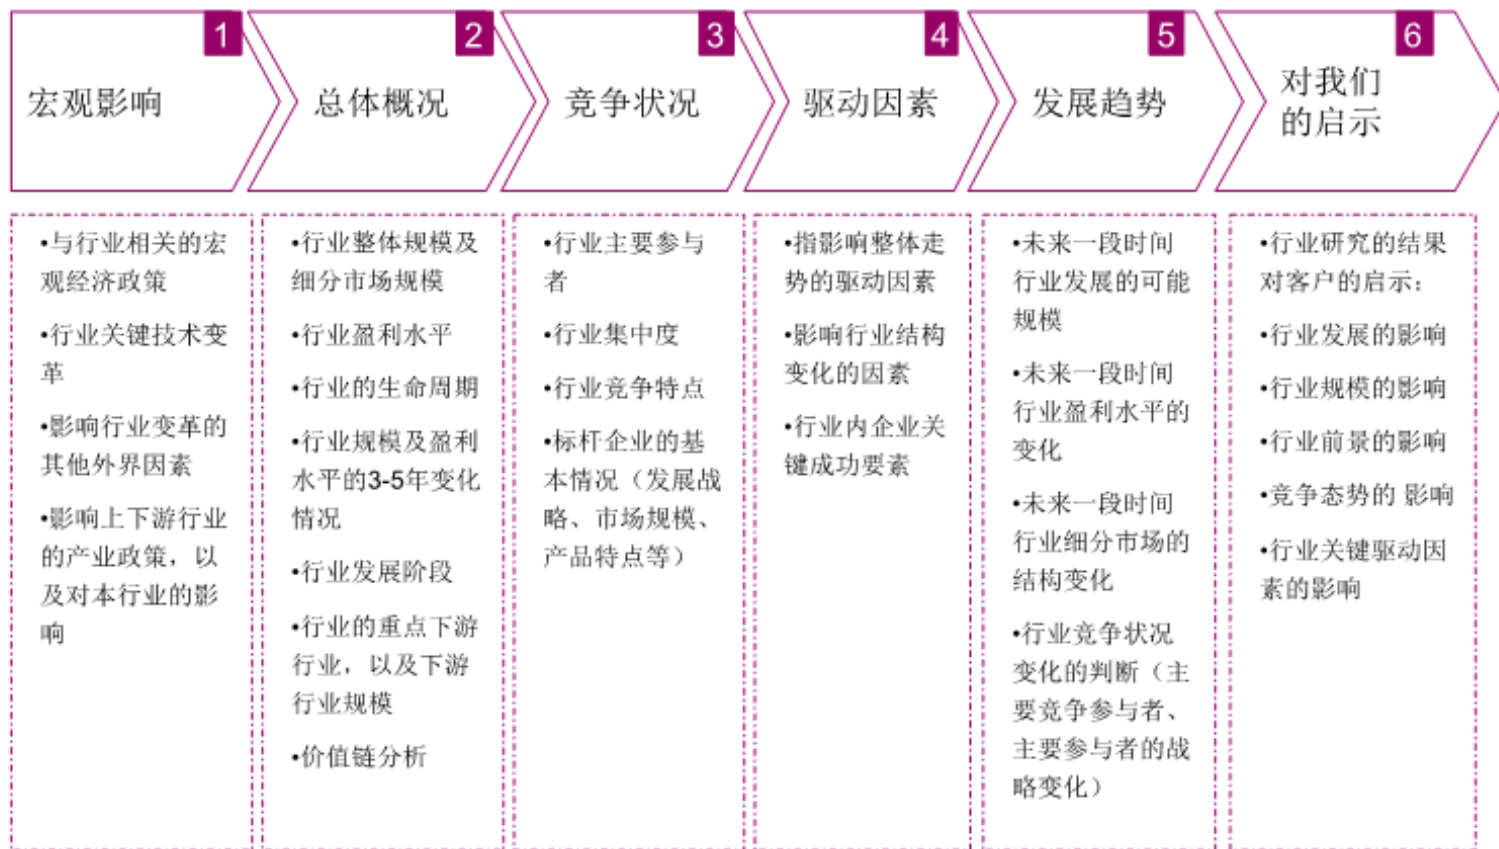 1
宏观影响
2
总体概况
3
竞争状况
4
驱动因素
5
发展趋势
6
对我们
的启示
•与行业相关的宏
观经济政策
•行业关键技术变
革
•影响行业变革的
其他外界因素
•影响上下游行业
的产业政策，以
及对本行业的影
响
•行业整体规模及
细分市场规模
•行业盈利水平
•行业的生命周期
•行业规模及盈利
水平的3-5年变化
情况
•行业发展阶段
•行业的重点下游
行业，以及下游
行业规模
•价值链分析
•行业主要参与
者
•行业集中度
•行业竞争特点
•标杆企业的基
本情况（发展战
略、市场规模、
产品特点等）
•指影响整体走
势的驱动因素
•影响行业结构
变化的因素
•行业内企业关
键成功要素
•未来一段时间
行业发展的可能
规模
•未来一段时间
行业盈利水平的
变化
•未来一段时间
行业细分市场的
结构变化
•行业竞争状况
变化的判断（主
要竞争参与者、
主要参与者的战
略变化）
•行业研究的结果
对客户的启示：
•行业发展的影响
•行业规模的影响
•行业前景的影响
•竞争态势的 影响
•行业关键驱动因
素的影响